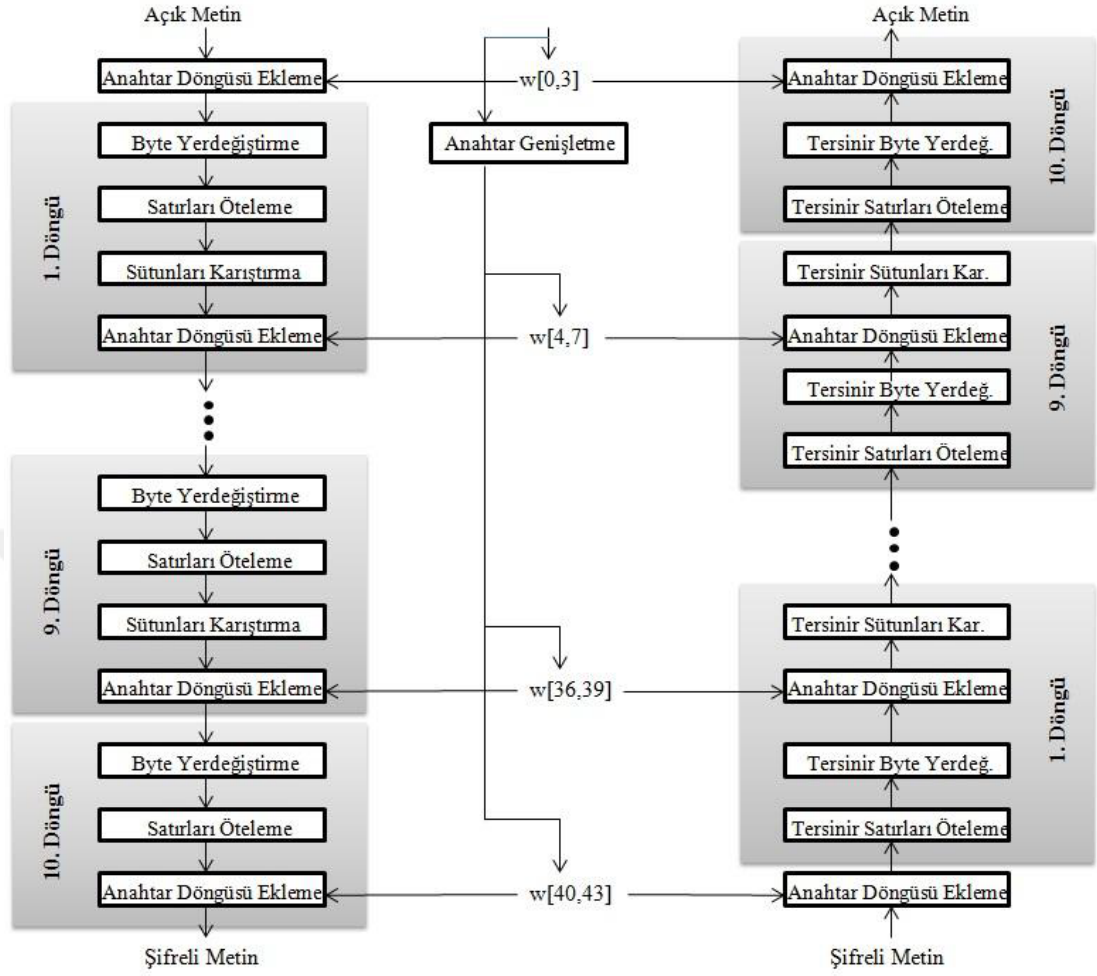 Açık Metin
Anahtar Döngüsü Ekleme
1. Döngü
Byte Yerdeğiştirme
Satırları Öteleme
Sütunları Karıştırma
Anahtar Döngüsü Ekleme
9. Döngü
Byte Yerdeğiştirme
Satırları Öteleme
Sütunları Karıştırma
Anahtar Döngüsü Ekleme
10. Döngü
Byte Yerdeğiştirme
Satırları Öteleme
Anahtar Döngüsü Ekleme
Şifreli Metin
w[0,3]
Anahtar Genişletme
w[4,7]
w[36,39]
w[40,43]
Açık Metin
Anahtar Döngüsü Ekleme
Tersinir Byte Yerdeğ.
Tersinir Satırları Öteleme
10. Döngü
Tersinir Sütunları Kar.
Anahtar Döngüsü Ekleme
Tersinir Byte Yerdeğ.
Tersinir Satırları Öteleme
9. Döngü
Tersinir Sütunları Kar.
Anahtar Döngüsü Ekleme
Tersinir Byte Yerdeğ.
Tersinir Satırları Öteleme
1. Döngü
Anahtar Döngüsü Ekleme
Şifreli Metin